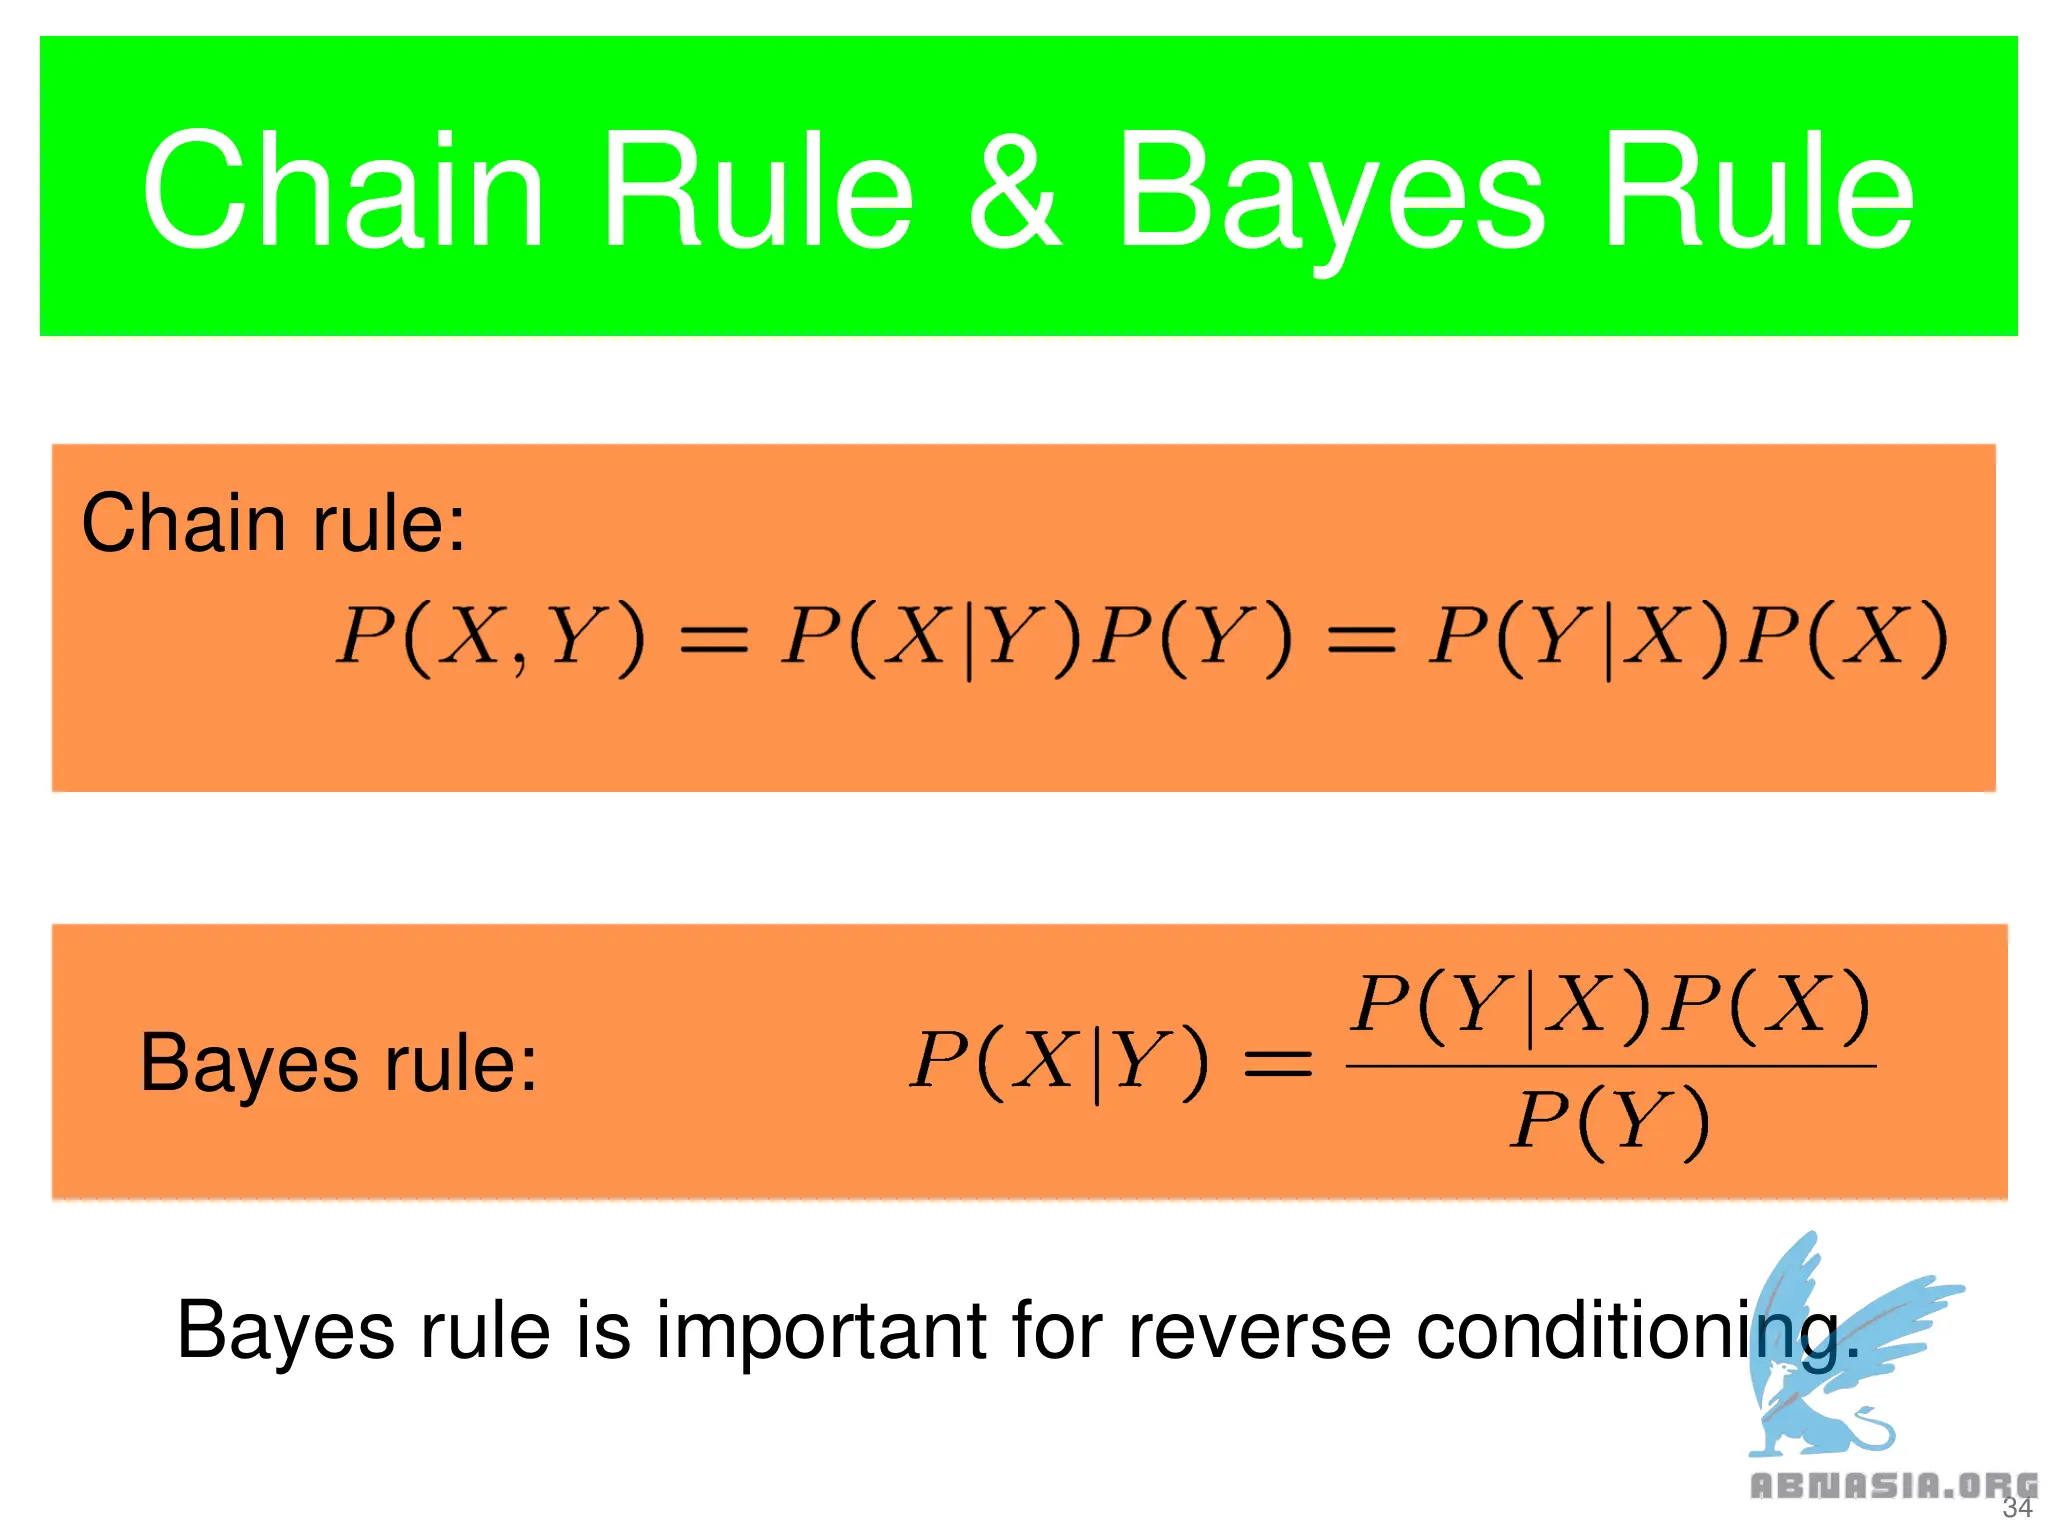 Chain Rule & Bayes Rule
Chain rule:
P(X, Y) = P(X|Y)P(Y) = P(Y|X)P(X)
Bayes rule: P(X|Y) = \frac{P(Y|X)P(X)}{P(Y)}
Bayes rule is important for reverse conditioning.
ABNASIA.ORG
34